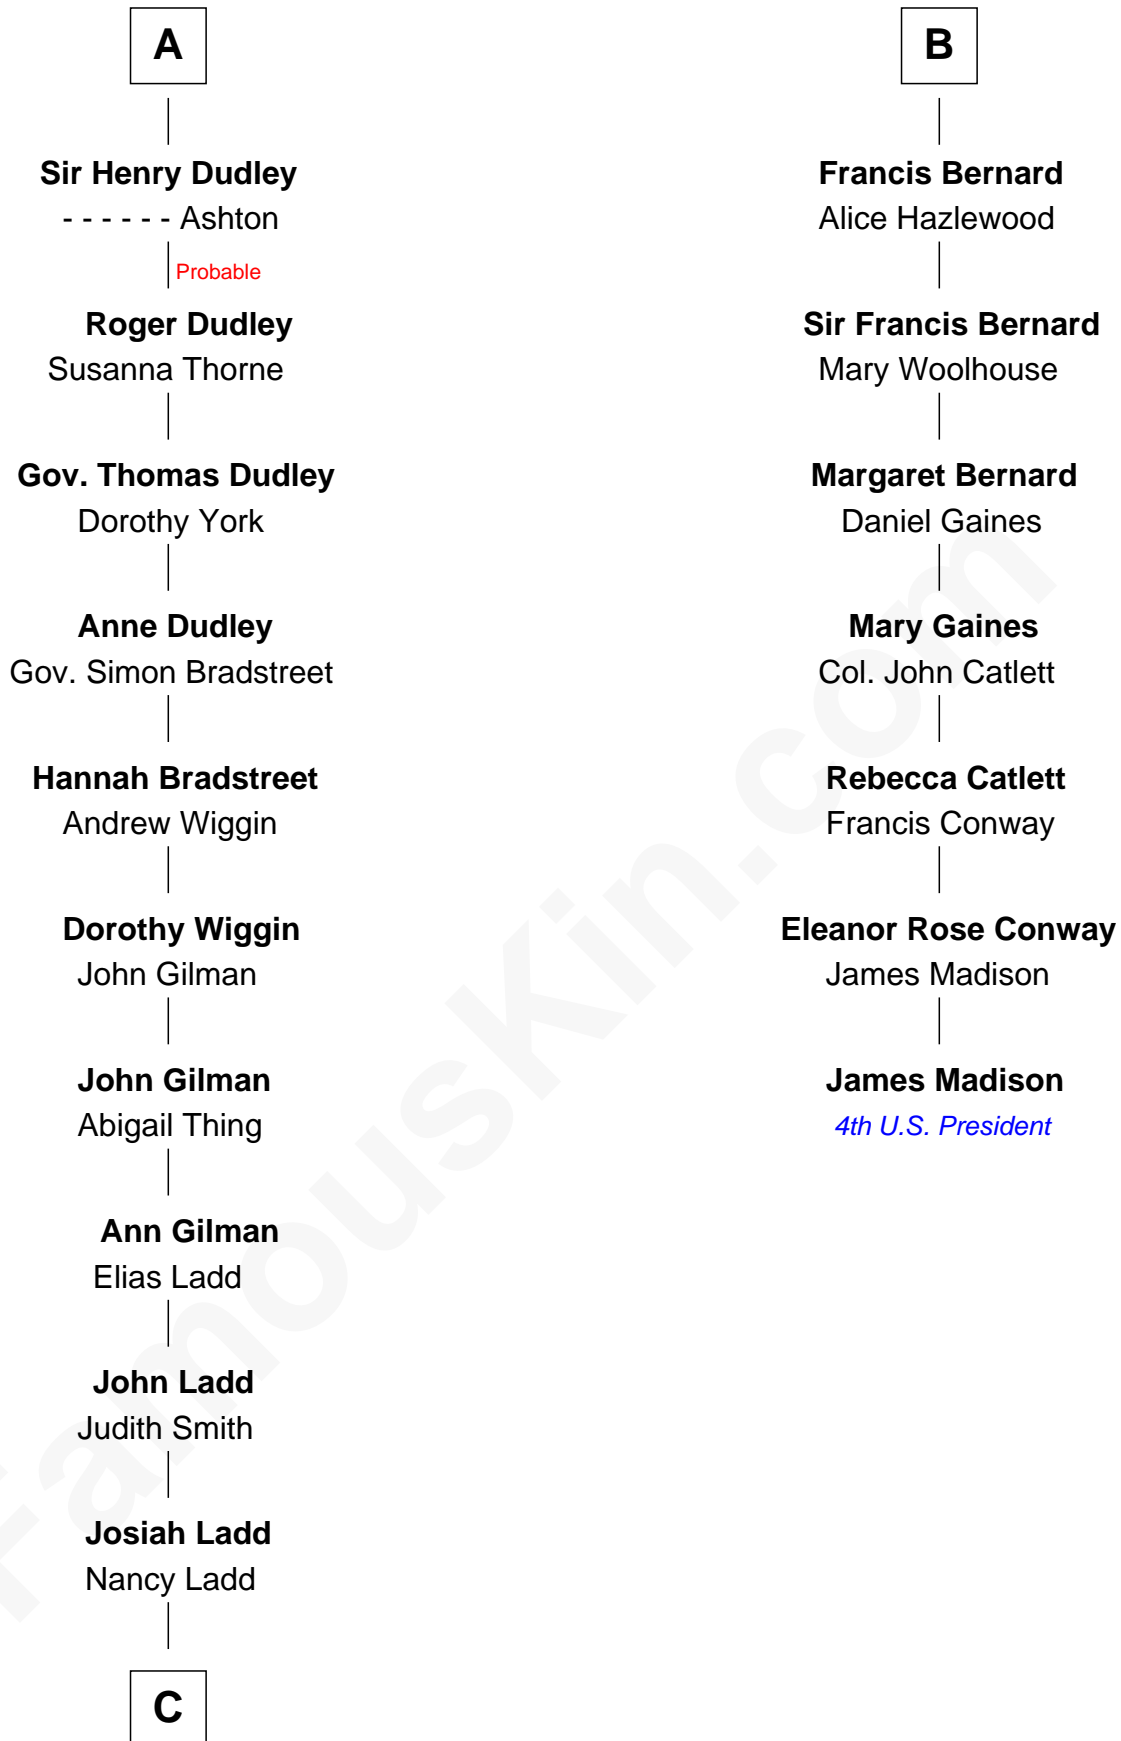 A
Sir Henry Dudley
- - - - - - Ashton
Probable
Roger Dudley
Susanna Thorne
Gov. Thomas Dudley
Dorothy York
Anne Dudley
Gov. Simon Bradstreet
Hannah Bradstreet
Andrew Wiggin
Dorothy Wiggin
John Gilman
John Gilman
Abigail Thing
Ann Gilman
Elias Ladd
John Ladd
Judith Smith
Josiah Ladd
Nancy Ladd
C
B
Francis Bernard
Alice Hazlewood
Sir Francis Bernard
Mary Woolhouse
Margaret Bernard
Daniel Gaines
Mary Gaines
Col. John Catlett
Rebecca Catlett
Francis Conway
Eleanor Rose Conway
James Madison
James Madison
4th U.S. President
FamousKin.com